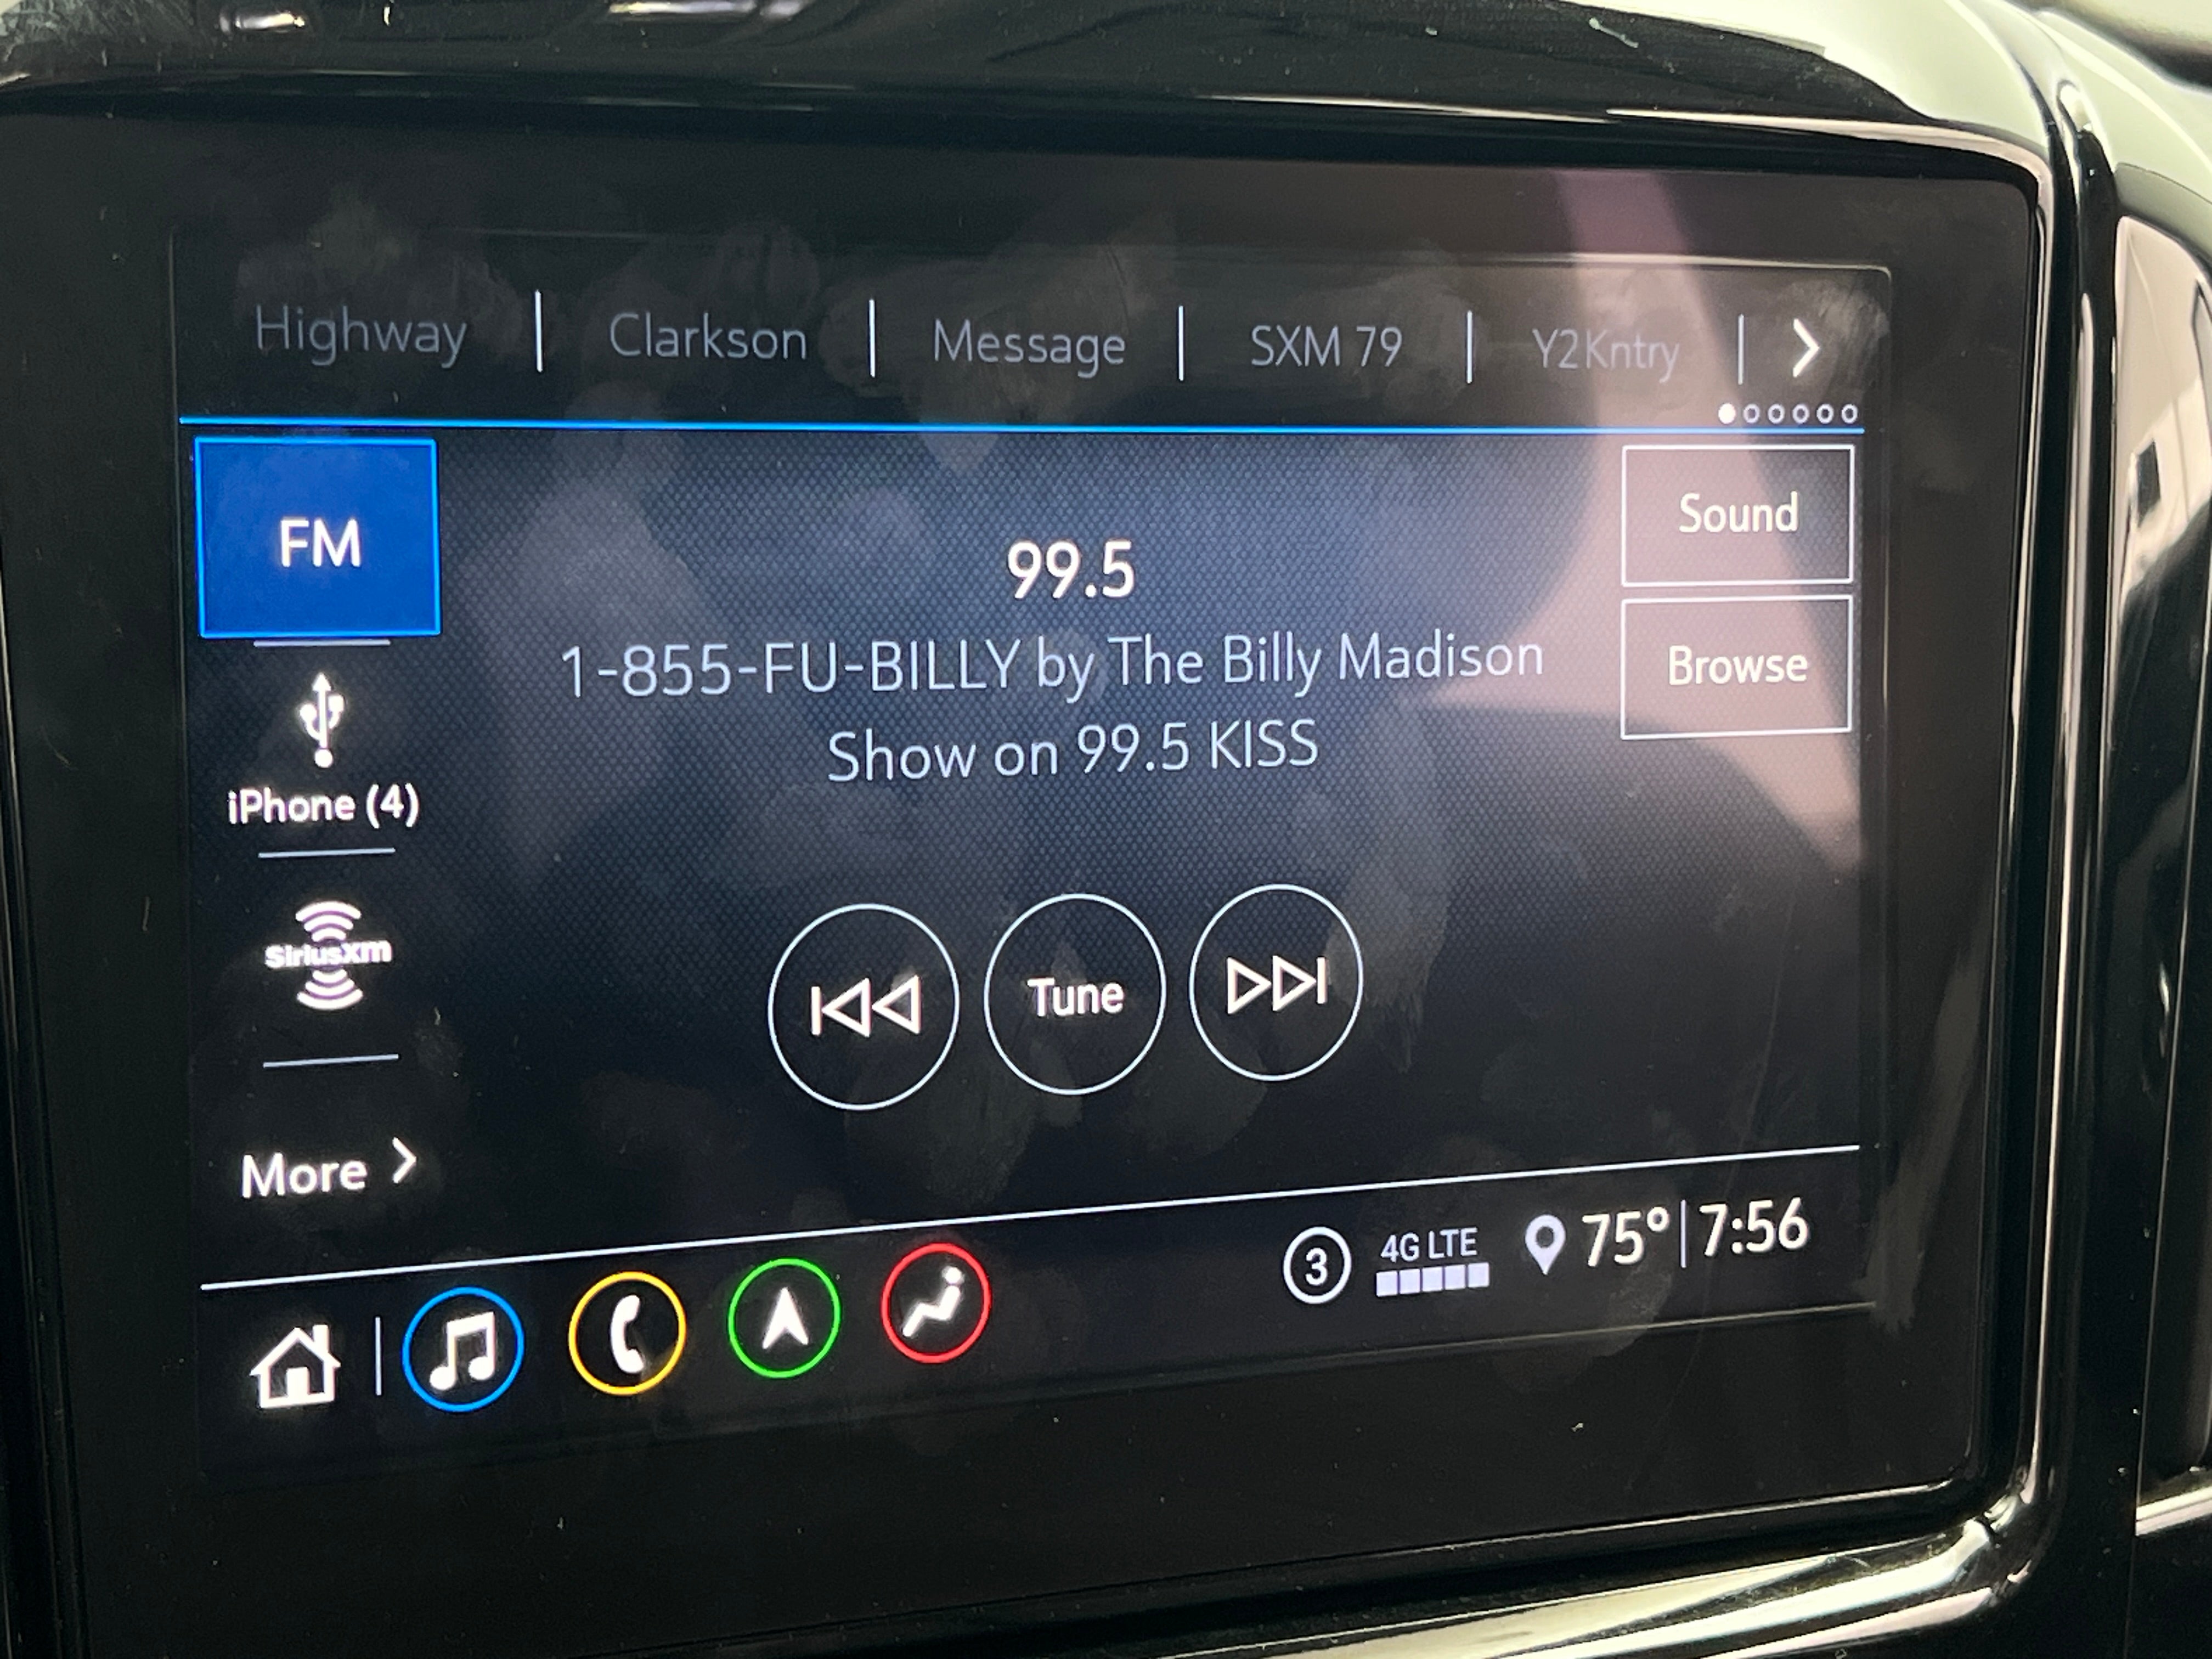 Highway | Clarkson | Message | SXM 79 | Y2Kntry
FM
Sound
99.5
1-855-FU-BILLY by The Billy Madison
Show on 99.5 KISS
Browse
iPhone (4)
SiriusXM
Tune
More
3
4G LTE
75° | 7:56